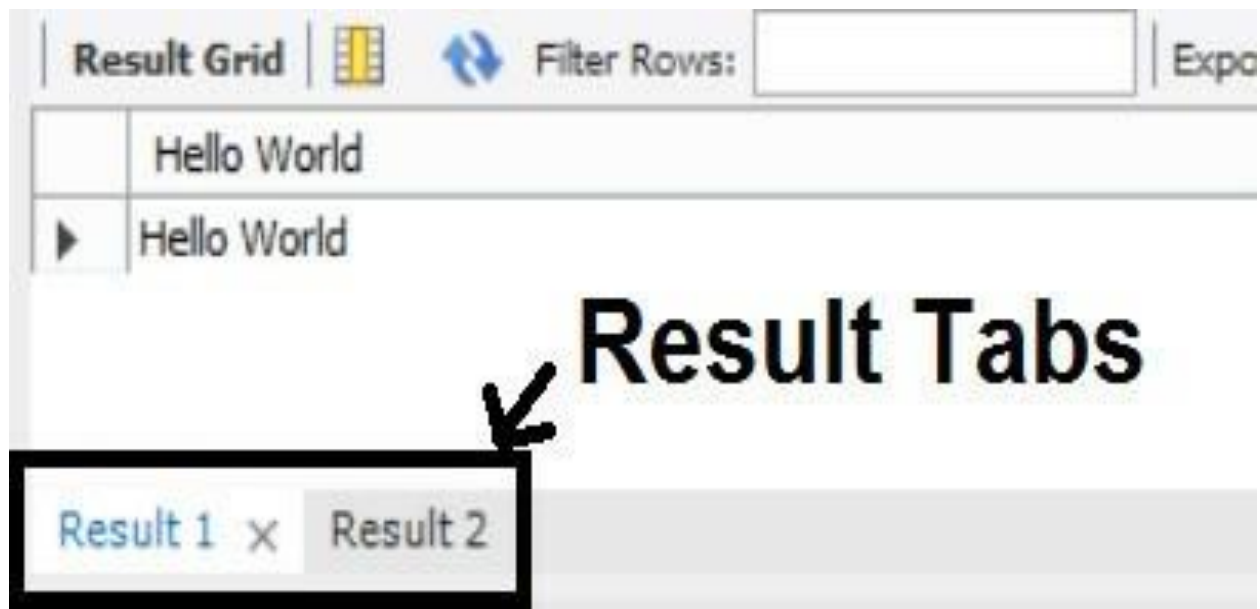 Result Grid Filter Rows: Expo
Hello World
Hello World
Result Tabs
Result 1 × Result 2